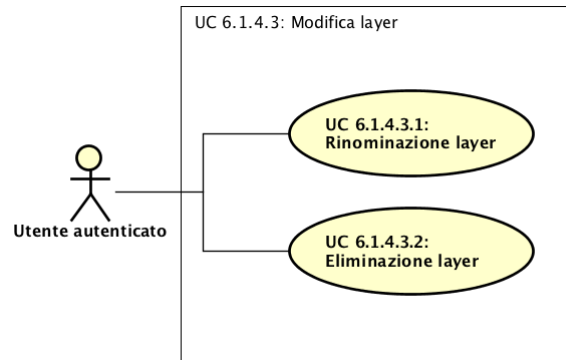 UC 6.1.4.3: Modifica layer
UC 6.1.4.3.1:
Rinominazione layer
Utente autenticato
UC 6.1.4.3.2:
Eliminazione layer